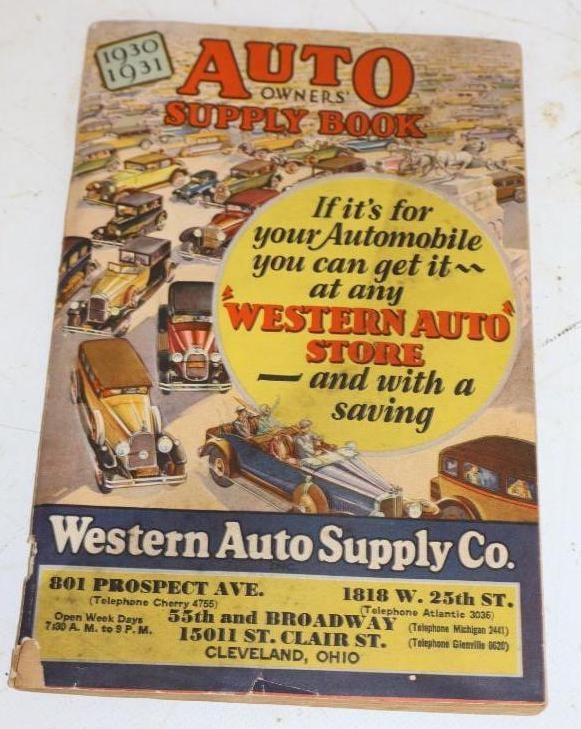 1930
1931
AUTO
OWNERS'
SUPPLY BOOK
If it's for
your Automobile
you can get it~~
at any
"WESTERN AUTO"
STORE
— and with a
saving
Western Auto Supply Co.
INC.
801 PROSPECT AVE.
(Telephone Cherry 4755)
1818 W. 25th ST.
(Telephone Atlantic 3036)
Open Week Days
7:30 A. M. to 9 P. M.
55th and BROADWAY
(Telephone Michigan 2441)
15011 ST. CLAIR ST.
(Telephone Glenville 0620)
CLEVELAND, OHIO